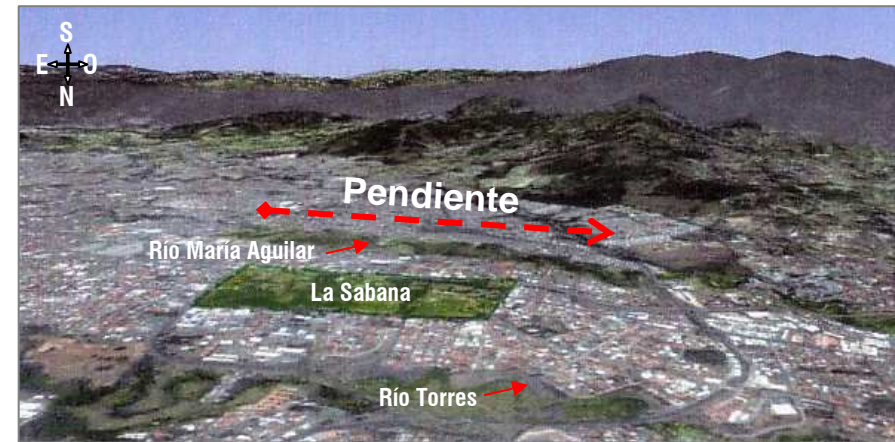 S
E O
N
Pendiente
Río María Aguilar
La Sabana
Río Torres